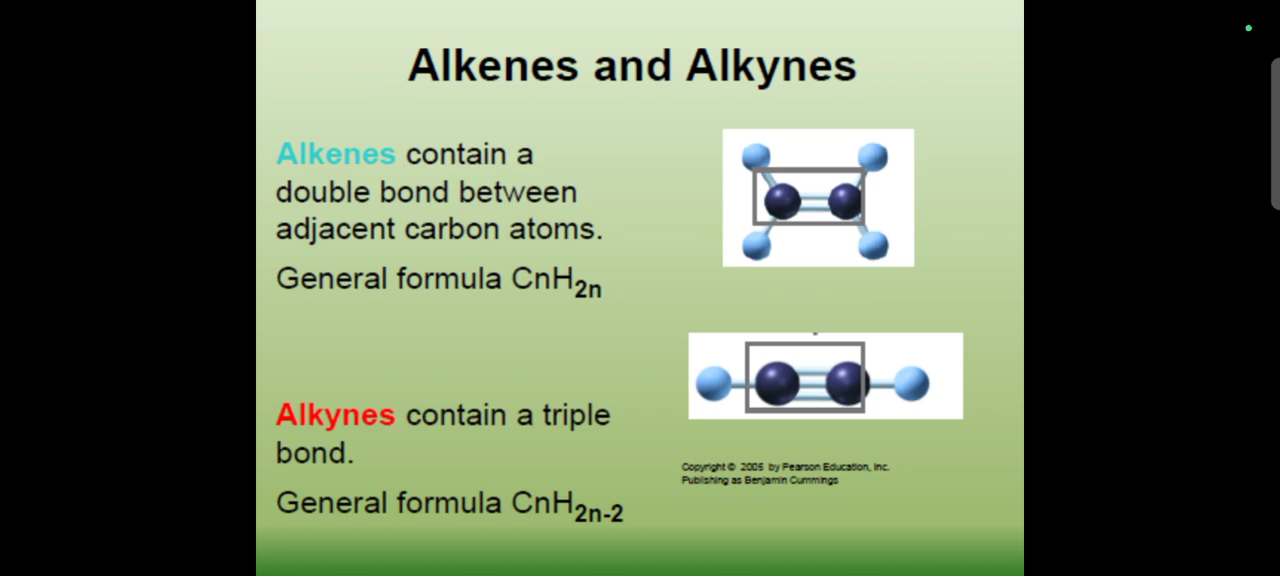 Alkenes and Alkynes
Alkenes contain a
double bond between
adjacent carbon atoms.
General formula CnH2n
Alkynes contain a triple
bond.
General formula CnH2n-2
Copyright © 2005 by Pearson Education, Inc.
Publishing as Benjamin Cummings